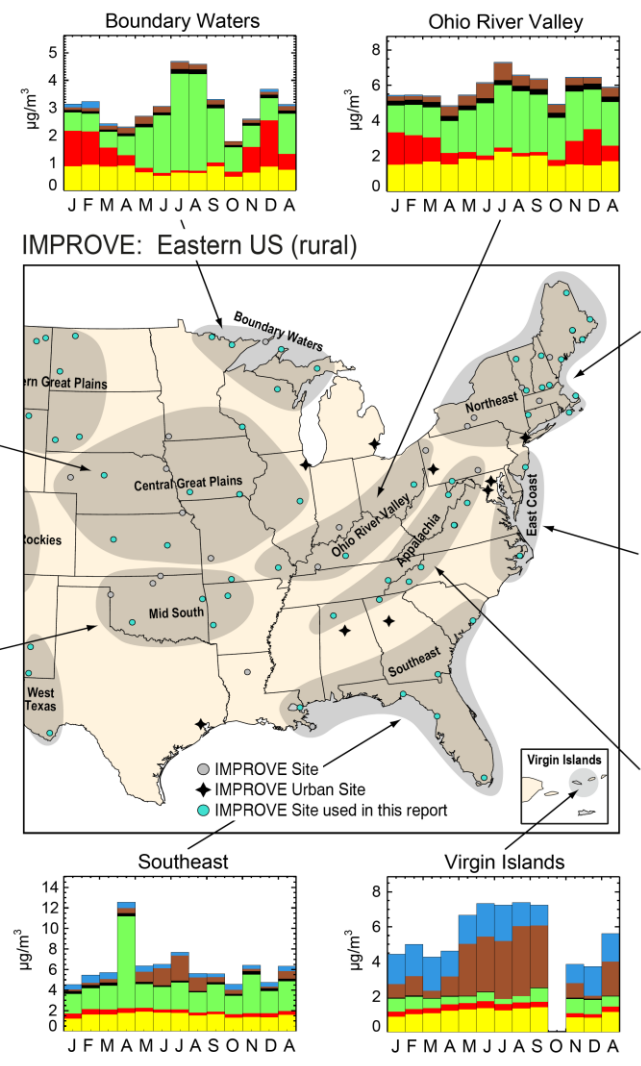 Boundary Waters
Ohio River Valley
µg/m³
5
4
3
2
1
0
J F M A M J J A S O N D A
µg/m³
8
6
4
2
0
J F M A M J J A S O N D A
IMPROVE: Eastern US (rural)
Boundary Waters
ern Great Plains
Northeast
Central Great Plains
Ohio River Valley
East Coast
Rockies
Appalachia
Mid South
Southeast
West
Texas
Virgin Islands
IMPROVE Site
IMPROVE Urban Site
IMPROVE Site used in this report
Southeast
Virgin Islands
µg/m³
14
12
10
8
6
4
2
0
J F M A M J J A S O N D A
µg/m³
8
6
4
2
0
J F M A M J J A S O N D A